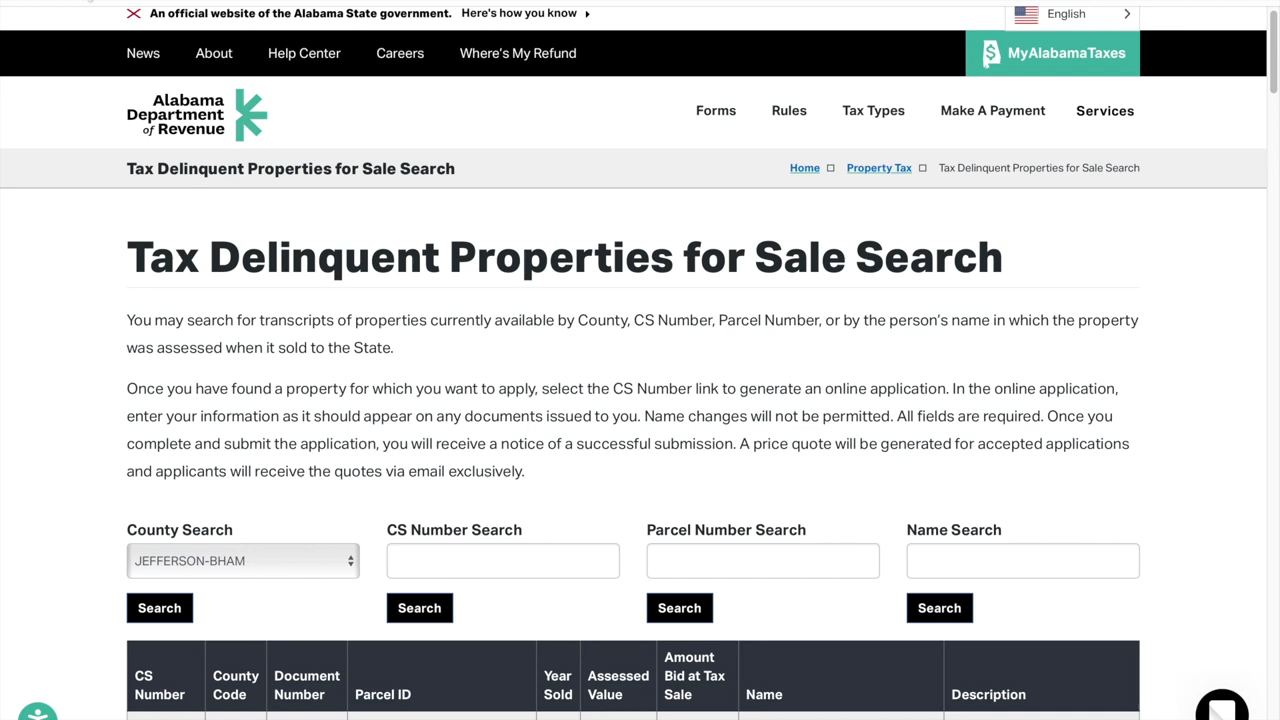 An official website of the Alabama State government. Here's how you know
English
News About Help Center Careers Where's My Refund
MyAlabamaTaxes
Alabama
Department
of Revenue
Forms Rules Tax Types Make A Payment Services
Tax Delinquent Properties for Sale Search
Home Property Tax Tax Delinquent Properties for Sale Search
Tax Delinquent Properties for Sale Search
You may search for transcripts of properties currently available by County, CS Number, Parcel Number, or by the person's name in which the property
was assessed when it sold to the State.
Once you have found a property for which you want to apply, select the CS Number link to generate an online application. In the online application,
enter your information as it should appear on any documents issued to you. Name changes will not be permitted. All fields are required. Once you
complete and submit the application, you will receive a notice of a successful submission. A price quote will be generated for accepted applications
and applicants will receive the quotes via email exclusively.
County Search CS Number Search Parcel Number Search Name Search
JEFFERSON-BHAM
Search Search Search Search
CS
Number
County
Code
Document
Number
Parcel ID
Year
Sold
Assessed
Value
Amount
Bid at Tax
Sale
Name
Description